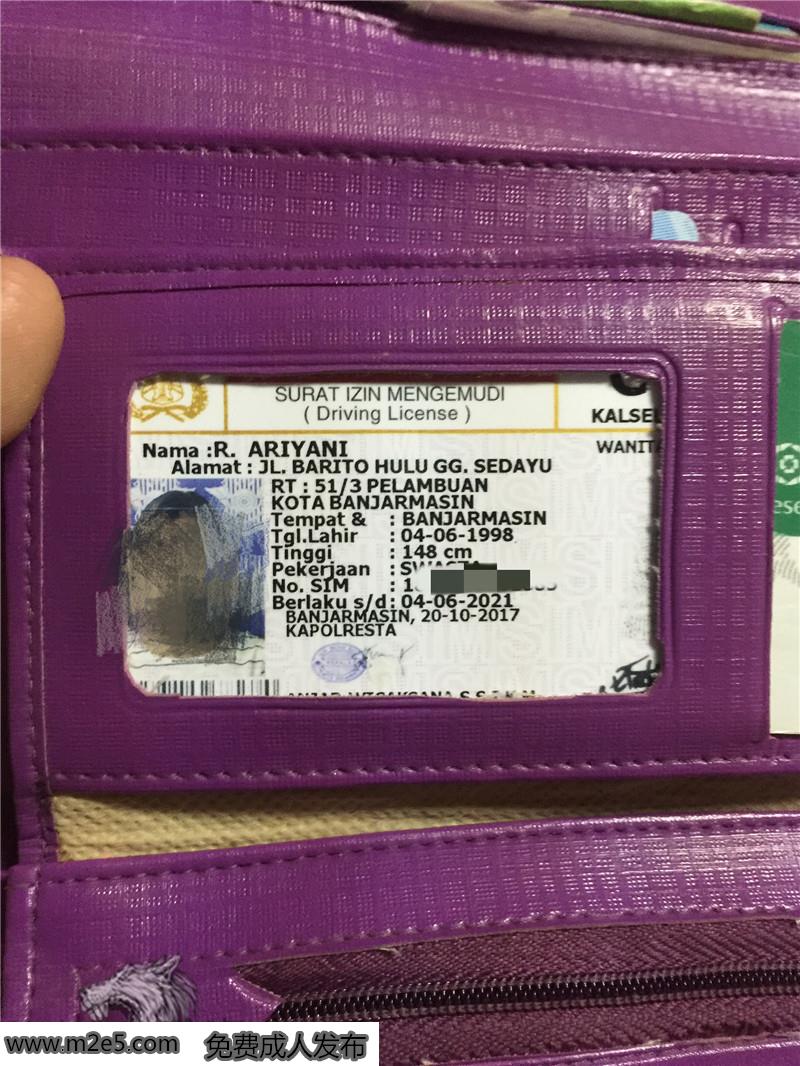 SURAT IZIN MENGEMUDI
( Driving License )
KALSEL
WANITA
Nama :R. ARIYANI
Alamat : JL. BARITO HULU GG. SEDAYU
RT : 51/3 PELAMBUAN
KOTA BANJARMASIN
Tempat & : BANJARMASIN
Tgl.Lahir : 04-06-1998
Tinggi : 148 cm
Pekerjaan :
No. SIM :
Berlaku s/d: 04-06-2021
BANJARMASIN, 20-10-2017
KAPOLRESTA
www.m2e5.com 免费成人发布